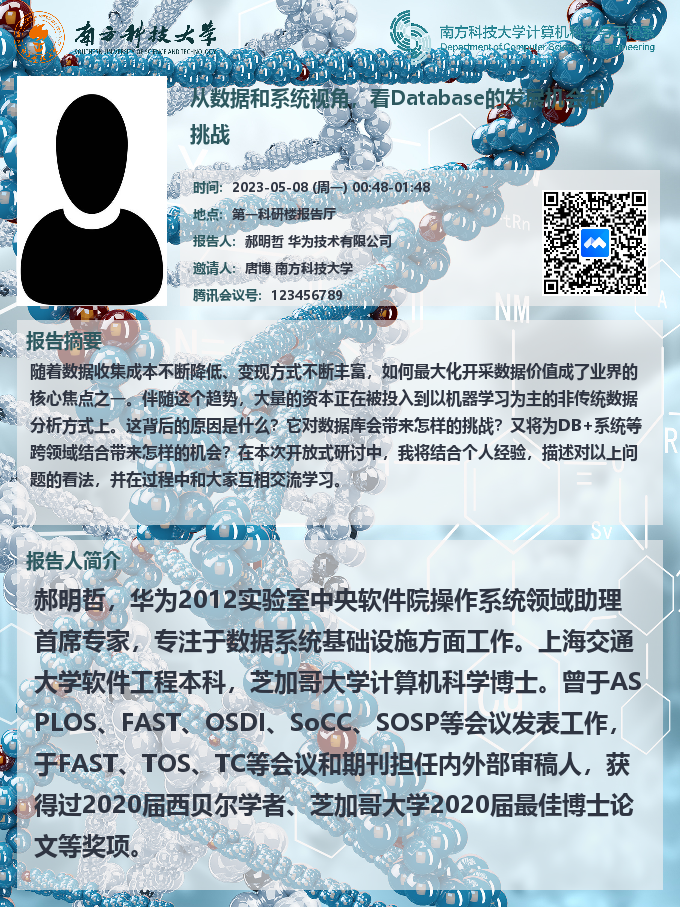 南方科技大学
SOUTHERN UNIVERSITY OF SCIENCE AND TECHNOLOGY
南方科技大学计算机科学与工程系
Department of Computer Science and Engineering
从数据和系统视角，看Database的发展机会和
挑战
时间：2023-05-08 (周一) 00:48-01:48
地点：第一科研楼报告厅
报告人：郝明哲 华为技术有限公司
邀请人：唐博 南方科技大学
腾讯会议号：123456789
tRn
A
NM
N=
报告摘要
随着数据收集成本不断降低、变现方式不断丰富，如何最大化开采数据价值成了业界的
核心焦点之一。伴随这个趋势，大量的资本正在被投入到以机器学习为主的非传统数据
分析方式上。这背后的原因是什么？它对数据库会带来怎样的挑战？又将为DB+系统等
跨领域结合带来怎样的机会？在本次开放式研讨中，我将结合个人经验，描述对以上问
题的看法，并在过程中和大家互相交流学习。
Sv
报告人简介
郝明哲，华为2012实验室中央软件院操作系统领域助理
首席专家，专注于数据系统基础设施方面工作。上海交通
大学软件工程本科，芝加哥大学计算机科学博士。曾于AS
PLOS、FAST、OSDI、SoCC、SOSP等会议发表工作，
于FAST、TOS、TC等会议和期刊担任内外部审稿人，获
得过2020届西贝尔学者、芝加哥大学2020届最佳博士论
文等奖项。